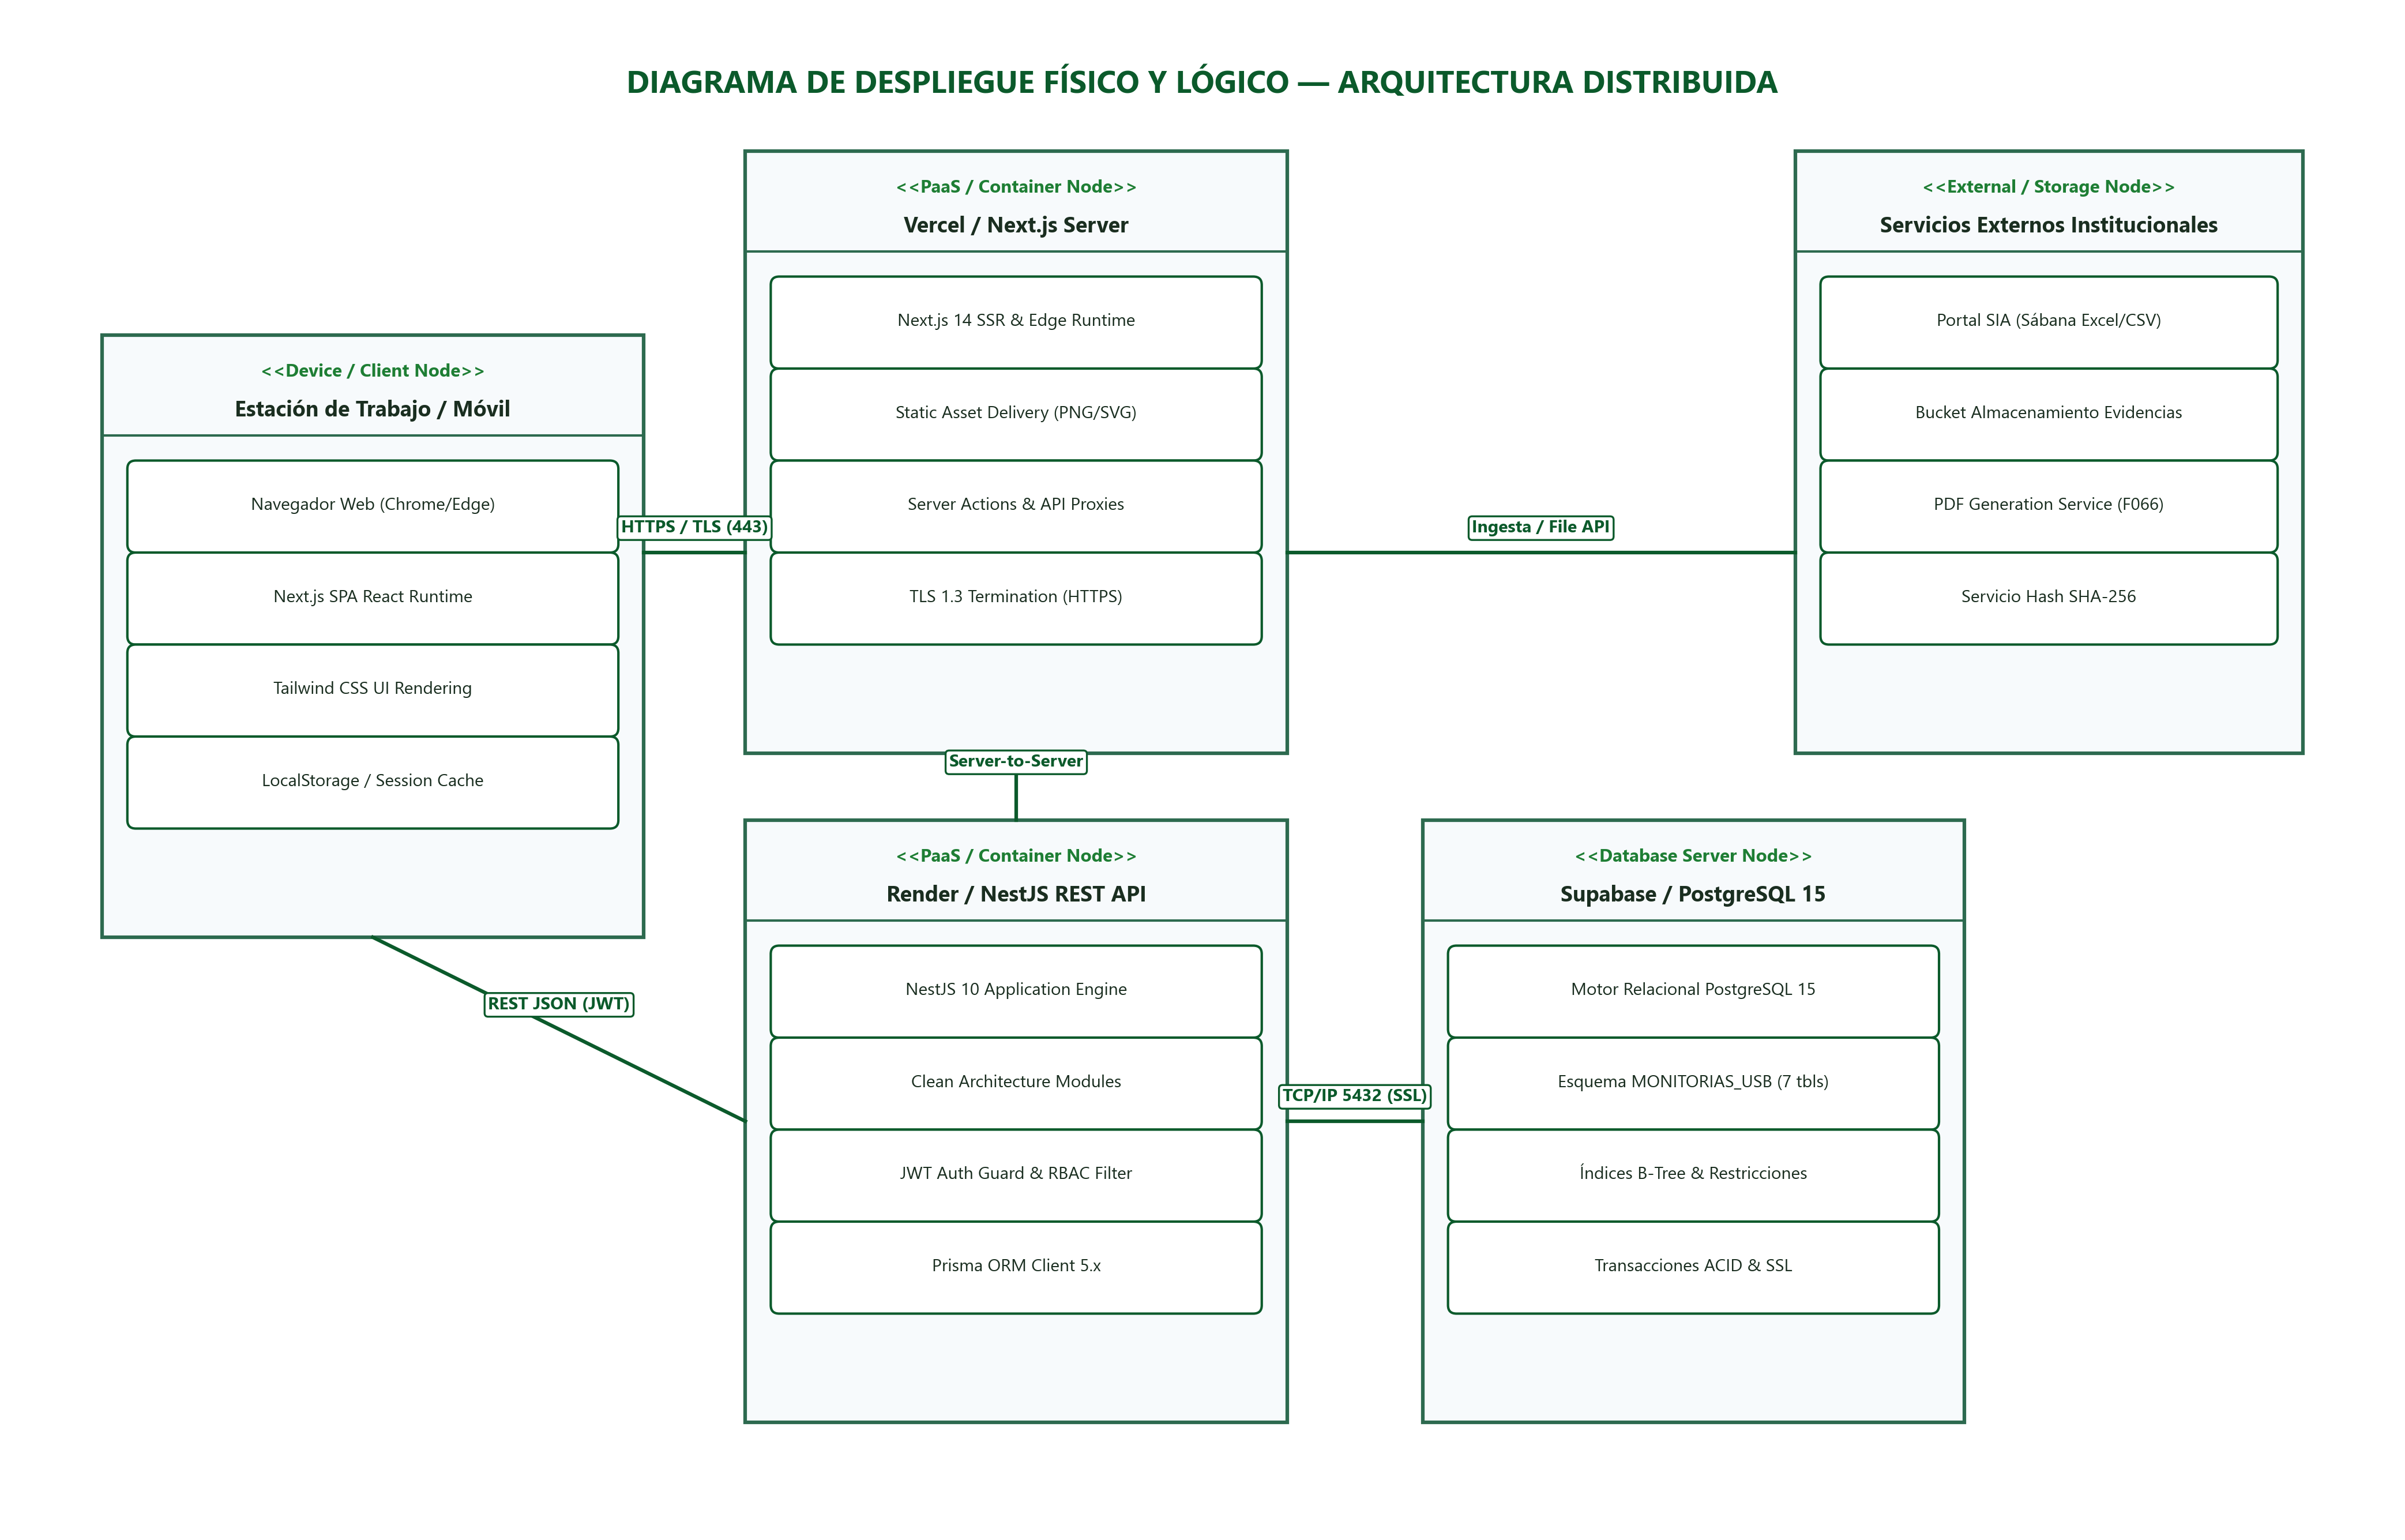 DIAGRAMA DE DESPLIEGUE FÍSICO Y LÓGICO — ARQUITECTURA DISTRIBUIDA
<<Device / Client Node>>
Estación de Trabajo / Móvil
Navegador Web (Chrome/Edge)
Next.js SPA React Runtime
Tailwind CSS UI Rendering
LocalStorage / Session Cache
HTTPS / TLS (443)
<<PaaS / Container Node>>
Vercel / Next.js Server
Next.js 14 SSR & Edge Runtime
Static Asset Delivery (PNG/SVG)
Server Actions & API Proxies
TLS 1.3 Termination (HTTPS)
Ingesta / File API
<<External / Storage Node>>
Servicios Externos Institucionales
Portal SIA (Sábana Excel/CSV)
Bucket Almacenamiento Evidencias
PDF Generation Service (F066)
Servicio Hash SHA-256
Server-to-Server
REST JSON (JWT)
<<PaaS / Container Node>>
Render / NestJS REST API
NestJS 10 Application Engine
Clean Architecture Modules
JWT Auth Guard & RBAC Filter
Prisma ORM Client 5.x
TCP/IP 5432 (SSL)
<<Database Server Node>>
Supabase / PostgreSQL 15
Motor Relacional PostgreSQL 15
Esquema MONITORIAS_USB (7 tbls)
Índices B-Tree & Restricciones
Transacciones ACID & SSL